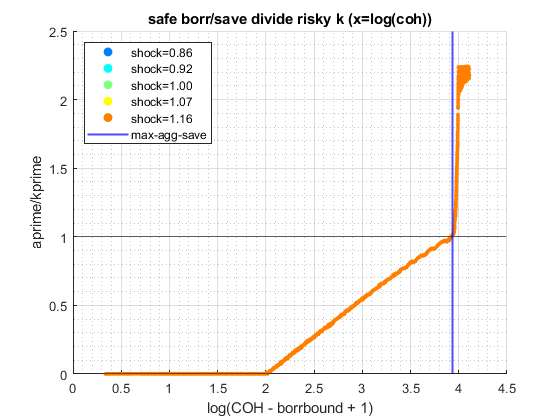 safe borr/save divide risky k (x=log(coh))
2.5
2
1.5
1
0.5
0
aprime/kprime
shock=0.86
shock=0.92
shock=1.00
shock=1.07
shock=1.16
max-agg-save
0 0.5 1 1.5 2 2.5 3 3.5 4 4.5
log(COH - borrbound + 1)